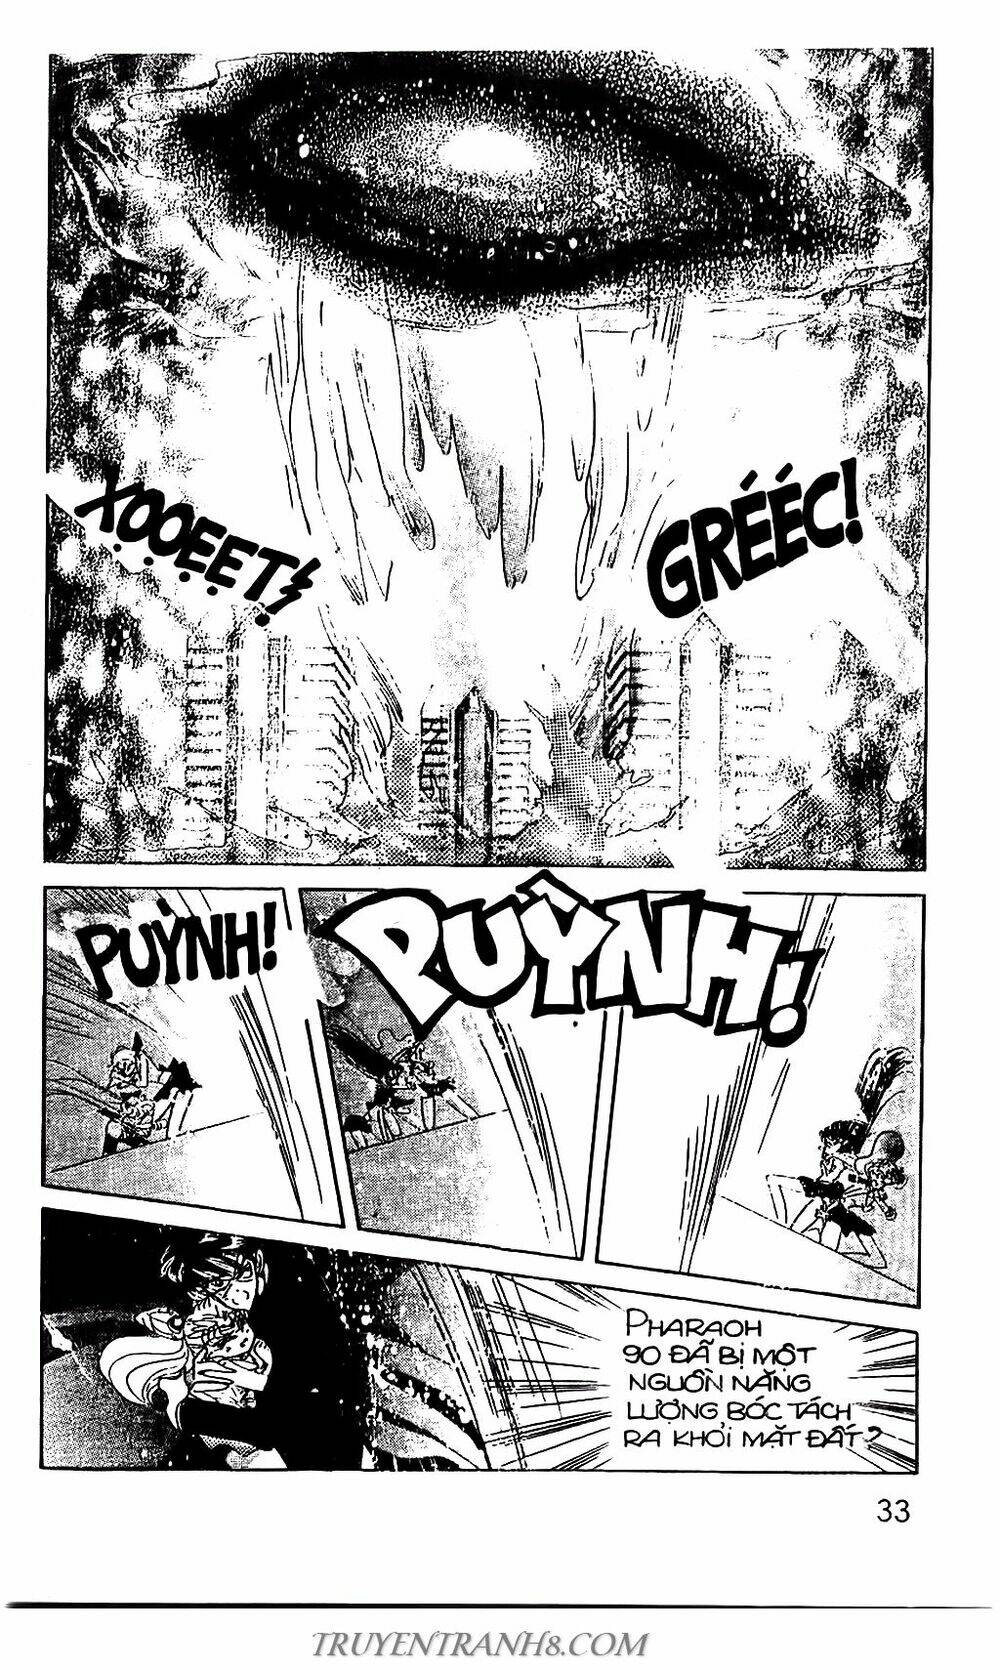 XỌỌẸẸT!
GRÉÉC!
PUỲNH!
PUỲNH!
PHARAOH
90 ĐÃ BỊ MỘT
NGUỒN NĂNG
LƯỢNG BÓC TÁCH
RA KHỎI MẶT ĐẤT?
33
TRUYENTRANH8.COM